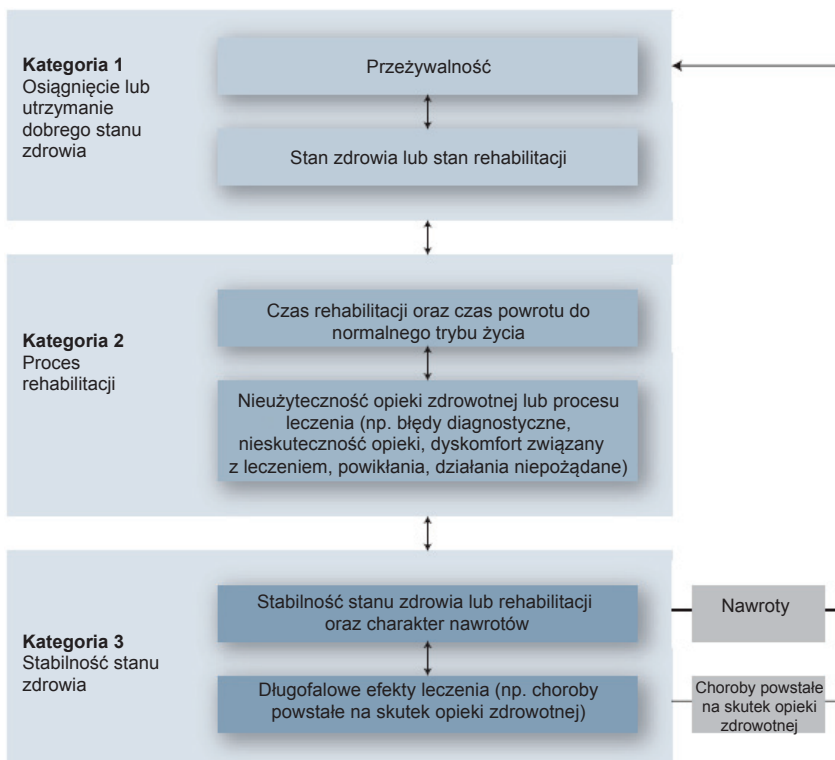 Kategoria 1
Osiągnięcie lub
utrzymanie
dobrego stanu
zdrowia
Przeżywalność
Stan zdrowia lub stan rehabilitacji
Kategoria 2
Proces
rehabilitacji
Czas rehabilitacji oraz czas powrotu do
normalnego trybu życia
Nieużyteczność opieki zdrowotnej lub procesu
leczenia (np. błędy diagnostyczne,
nieskuteczność opieki, dyskomfort związany
z leczeniem, powikłania, działania niepożądane)
Kategoria 3
Stabilność stanu
zdrowia
Stabilność stanu zdrowia lub rehabilitacji
oraz charakter nawrotów
Nawroty
Długofalowe efekty leczenia (np. choroby
powstałe na skutek opieki zdrowotnej)
Choroby powstałe
na skutek opieki
zdrowotnej